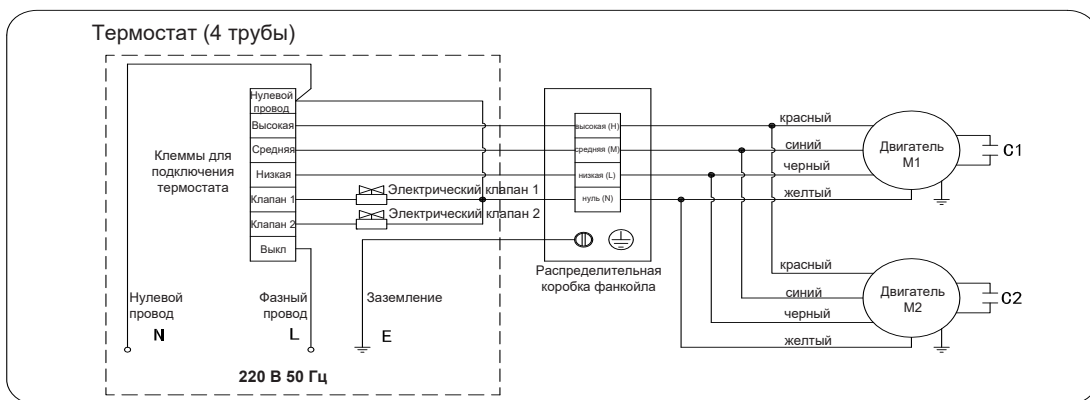 Термостат (4 трубы)
Клеммы для
подключения
термостата
Нулевой
провод
Высокая
Средняя
Низкая
Клапан 1
Клапан 2
Выкл
Электрический клапан 1
Электрический клапан 2
Нулевой
провод
N
Фазный
провод
L
Заземление
E
220 В 50 Гц
высокая (H)
средняя (M)
низкая (L)
нуль (N)
Распределительная
коробка фанкойла
красный
синий
черный
желтый
Двигатель
М1
C1
красный
синий
черный
желтый
Двигатель
М2
C2